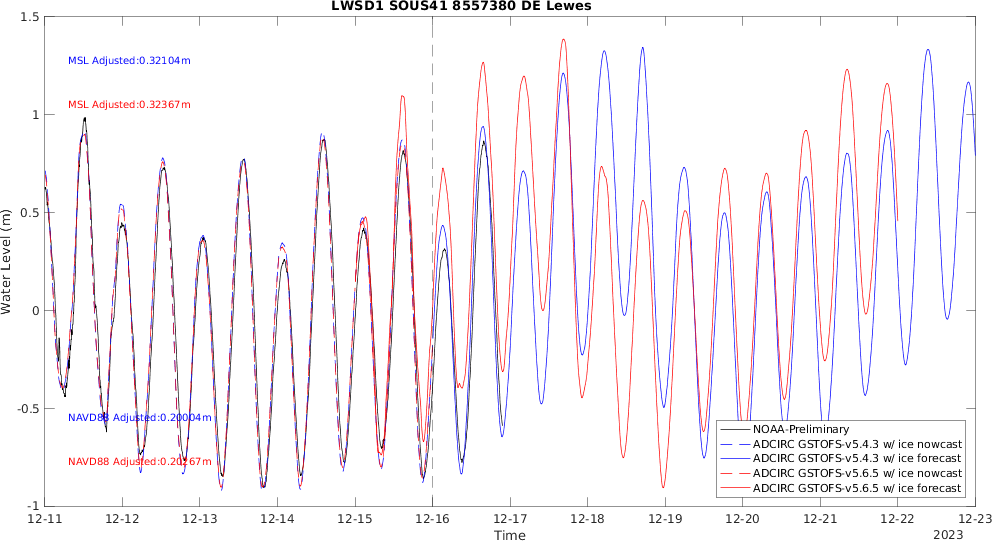 LWSD1 SOUS41 8557380 DE Lewes
1.5
1
0.5
0
-0.5
-1
Water Level (m)
MSL Adjusted:0.32104m
MSL Adjusted:0.32367m
NAVD88 Adjusted:0.20004m
NAVD88 Adjusted:0.20267m
NOAA-Preliminary
ADCIRC GSTOFS-v5.4.3 w/ ice nowcast
ADCIRC GSTOFS-v5.4.3 w/ ice forecast
ADCIRC GSTOFS-v5.6.5 w/ ice nowcast
ADCIRC GSTOFS-v5.6.5 w/ ice forecast
12-11 12-12 12-13 12-14 12-15 12-16 12-17 12-18 12-19 12-20 12-21 12-22 12-23
Time
2023